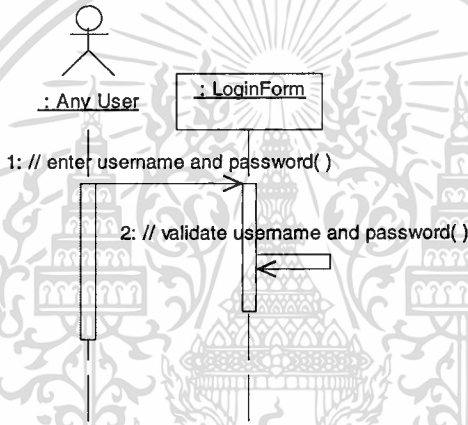 : Any User
: LoginForm
1: // enter username and password( )
2: // validate username and password( )